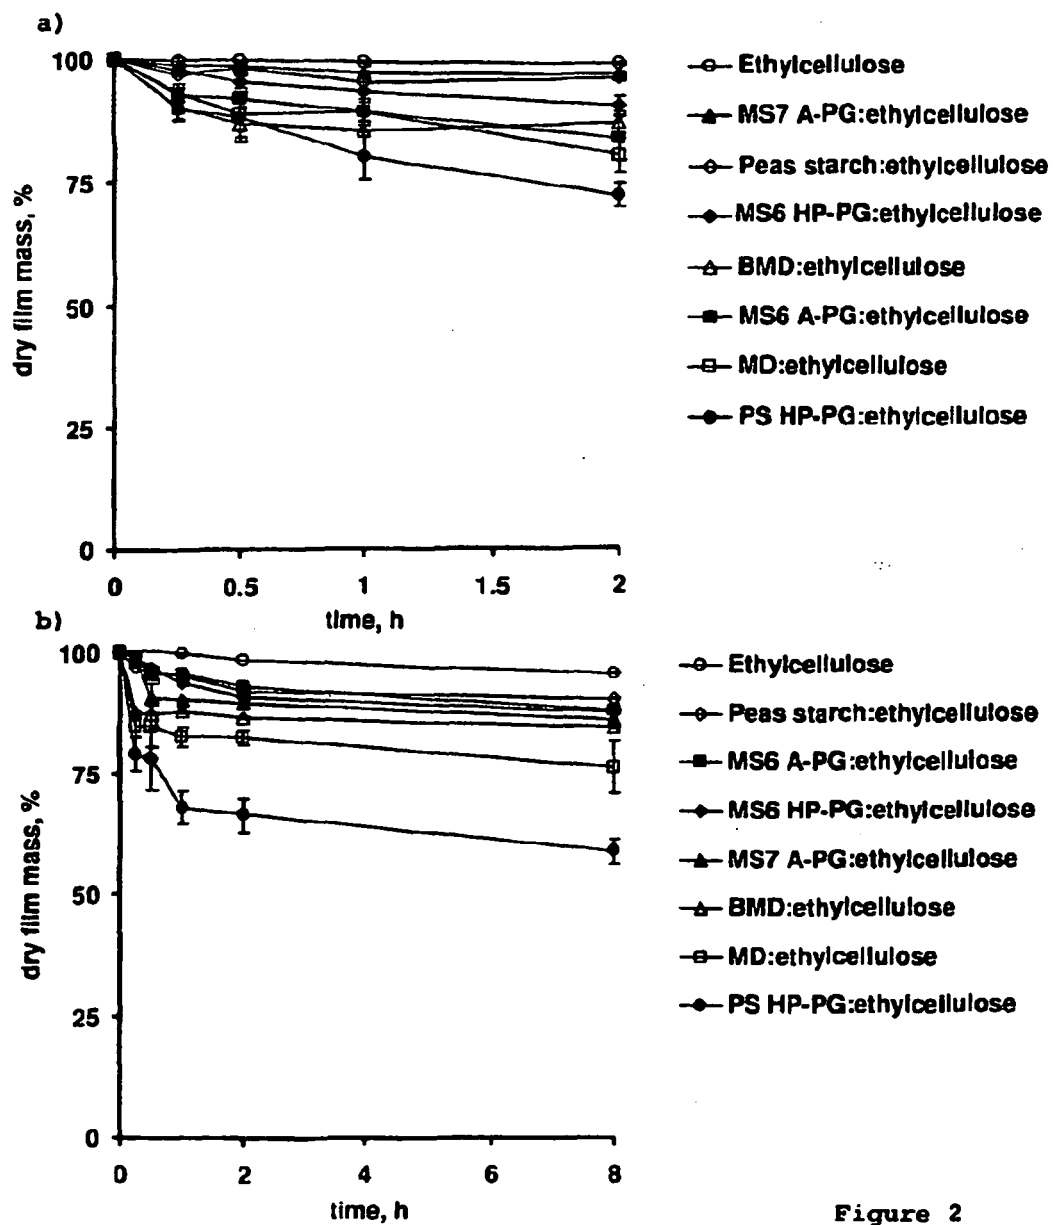 a)
100
75
50
25
0
dry film mass, %
0 0.5 1 1.5 2
time, h
Ethylcellulose
MS7 A-PG:ethylcellulose
Peas starch:ethylcellulose
MS6 HP-PG:ethylcellulose
BMD:ethylcellulose
MS6 A-PG:ethylcellulose
MD:ethylcellulose
PS HP-PG:ethylcellulose
b)
100
75
50
25
0
dry film mass, %
0 2 4 6 8
time, h
Ethylcellulose
Peas starch:ethylcellulose
MS6 A-PG:ethylcellulose
MS6 HP-PG:ethylcellulose
MS7 A-PG:ethylcellulose
BMD:ethylcellulose
MD:ethylcellulose
PS HP-PG:ethylcellulose
Figure 2